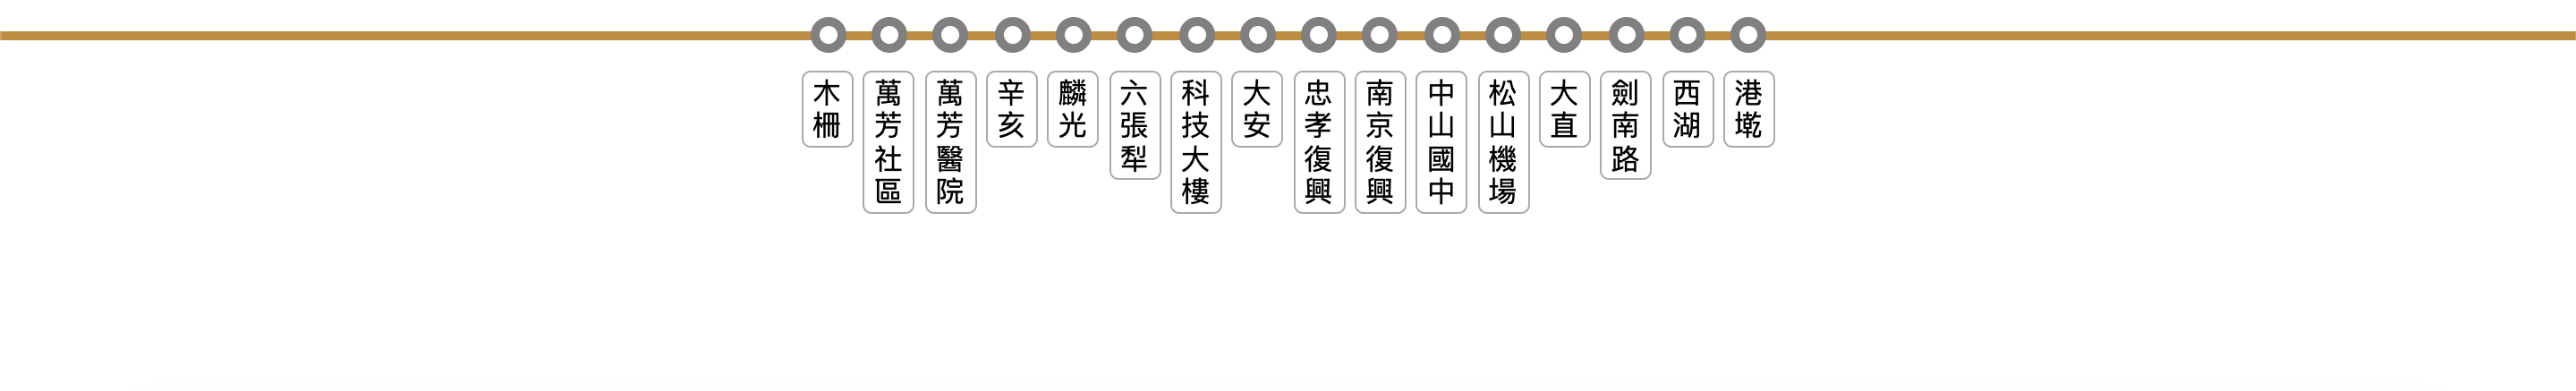 木柵
萬芳社區
萬芳醫院
辛亥
麟光
六張犁
科技大樓
大安
忠孝復興
南京復興
中山國中
松山機場
大直
劍南路
西湖
港墘